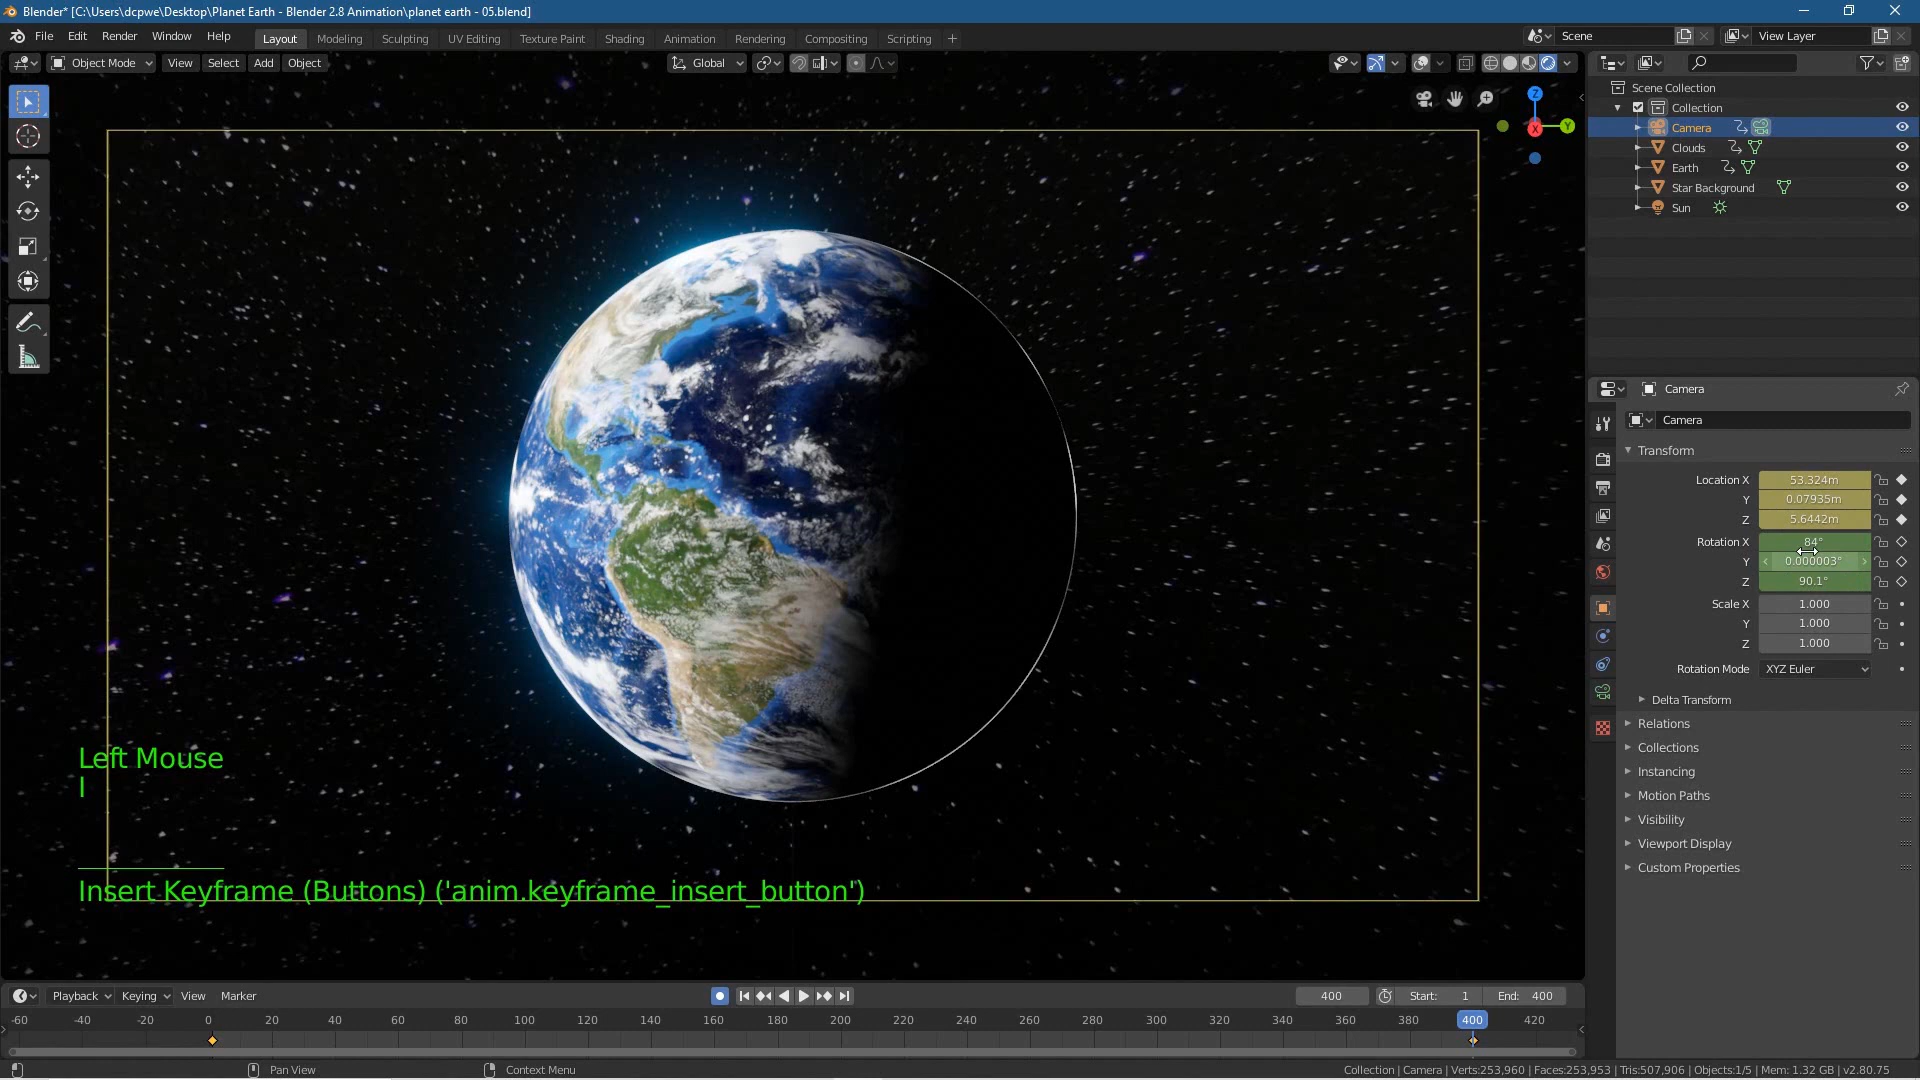 Blender* [C:\Users\dcpwe\Desktop\Planet Earth - Blender 2.8 Animation\planet earth - 05.blend]
File Edit Render Window Help Layout Modeling Sculpting UV Editing Texture Paint Shading Animation Rendering Compositing Scripting + Scene View Layer
Object Mode View Select Add Object Global
Z
Y
X
Scene Collection
Collection
Camera
Clouds
Earth
Star Background
Sun
Camera
Camera
Transform
Location X 53.324m
Y 0.07935m
Z 5.6442m
Rotation X 84°
Y 0.000003°
Z 90.1°
Scale X 1.000
Y 1.000
Z 1.000
Rotation Mode XYZ Euler
Delta Transform
Relations
Collections
Instancing
Motion Paths
Visibility
Viewport Display
Custom Properties
Left Mouse
I
Insert Keyframe (Buttons) ('anim.keyframe_insert_button')
Playback Keying View Marker 400 Start: 1 End: 400
-60 -40 -20 0 20 40 60 80 100 120 140 160 180 200 220 240 260 280 300 320 340 360 380 400 420
Pan View Context Menu Collection | Camera | Verts:253,960 | Faces:253,953 | Tris:507,906 | Objects:1/5 | Mem: 1.32 GB | v2.80.75